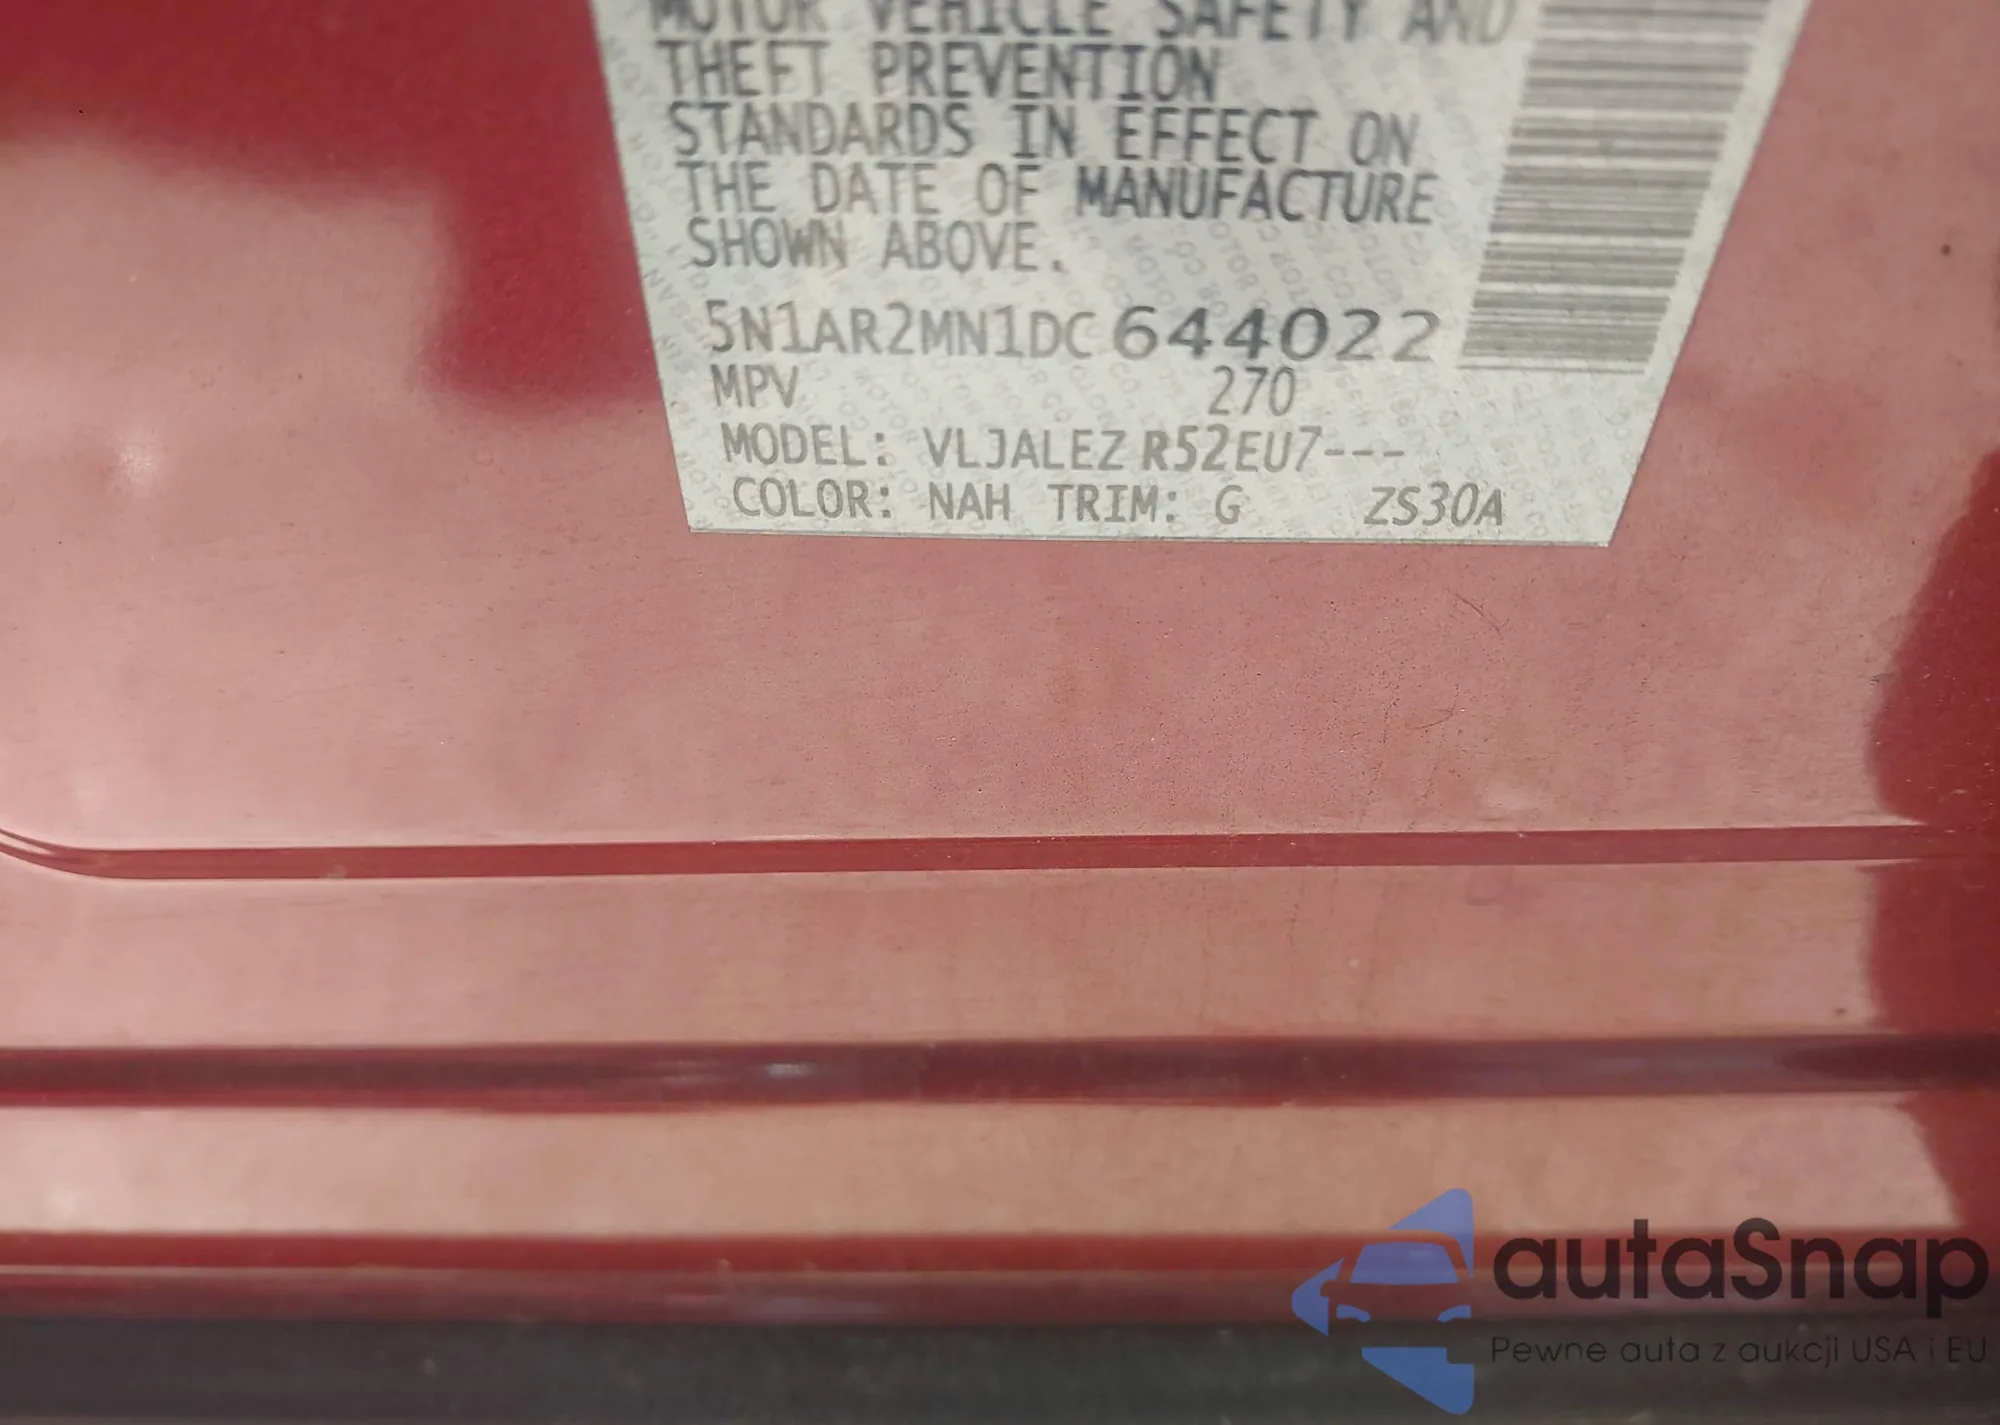 MOTOR VEHICLE SAFETY AND
THEFT PREVENTION
STANDARDS IN EFFECT ON
THE DATE OF MANUFACTURE
SHOWN ABOVE.
5N1AR2MN1DC644022
MPV 270
MODEL: VLJALEZ R52EU7---
COLOR: NAH TRIM: G ZS30A
autaSnap
Pewne auta z aukcji USA i EU